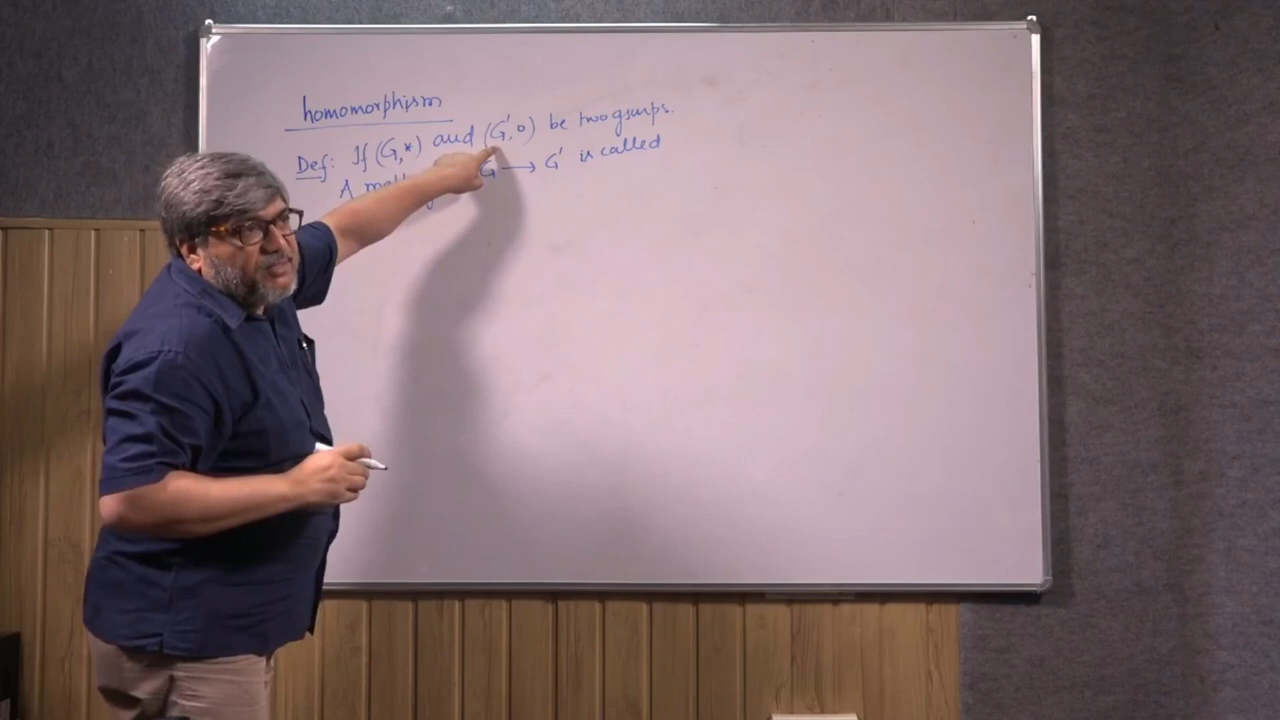 homomorphism
Def: If (G,*) and (G',o) be two groups.
A G → G' is called